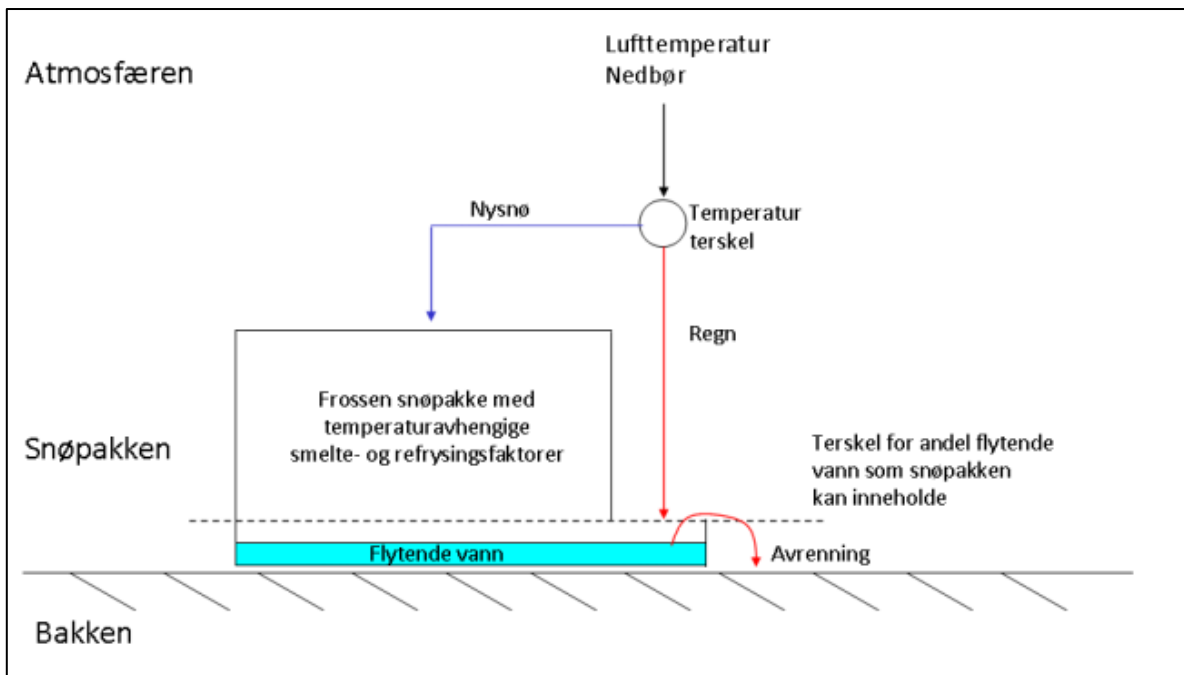 Atmosfæren
Lufttemperatur
Nedbør
Nysnø
Temperatur
terskel
Regn
Frossen snøpakke med
temperaturavhengige
smelte- og refrysingsfaktorer
Snøpakken
Terskel for andel flytende
vann som snøpakken
kan inneholde
Flytende vann
Avrenning
Bakken